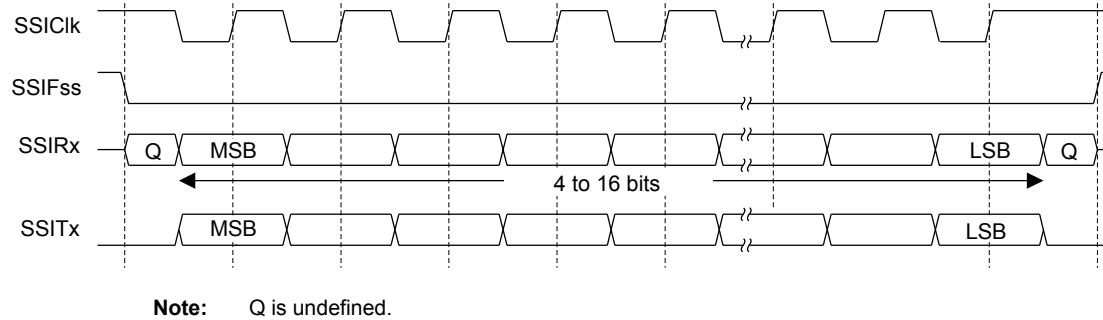 SSIClk
SSIFss
SSIRx Q MSB LSB Q
4 to 16 bits
SSITx MSB LSB
Note: Q is undefined.